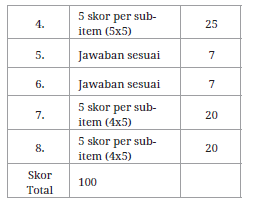 4. 5 skor per sub-item (5x5) 25
5. Jawaban sesuai 7
6. Jawaban sesuai 7
7. 5 skor per sub-item (4x5) 20
8. 5 skor per sub-item (4x5) 20
Skor Total 100